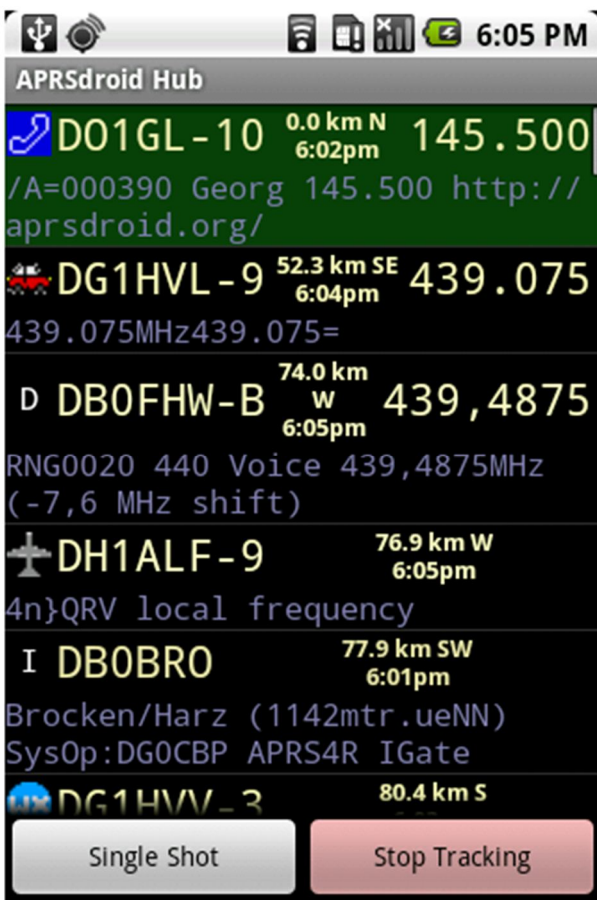 6:05 PM
APRSdroid Hub
DO1GL-10 0.0 km N 145.500
6:02pm
/A=000390 Georg 145.500 http://
aprsdroid.org/
DG1HVL-9 52.3 km SE 439.075
6:04pm
439.075MHz439.075=
D DB0FHW-B 74.0 km W 439,4875
6:05pm
RNG0020 440 Voice 439,4875MHz
(-7,6 MHz shift)
DH1ALF-9 76.9 km W
6:05pm
4n}QRV local frequency
I DB0BRO 77.9 km SW
6:01pm
Brocken/Harz (1142mtr.ueNN)
SysOp:DG0CBP APRS4R IGate
WX DG1HVV-3 80.4 km S
Single Shot Stop Tracking